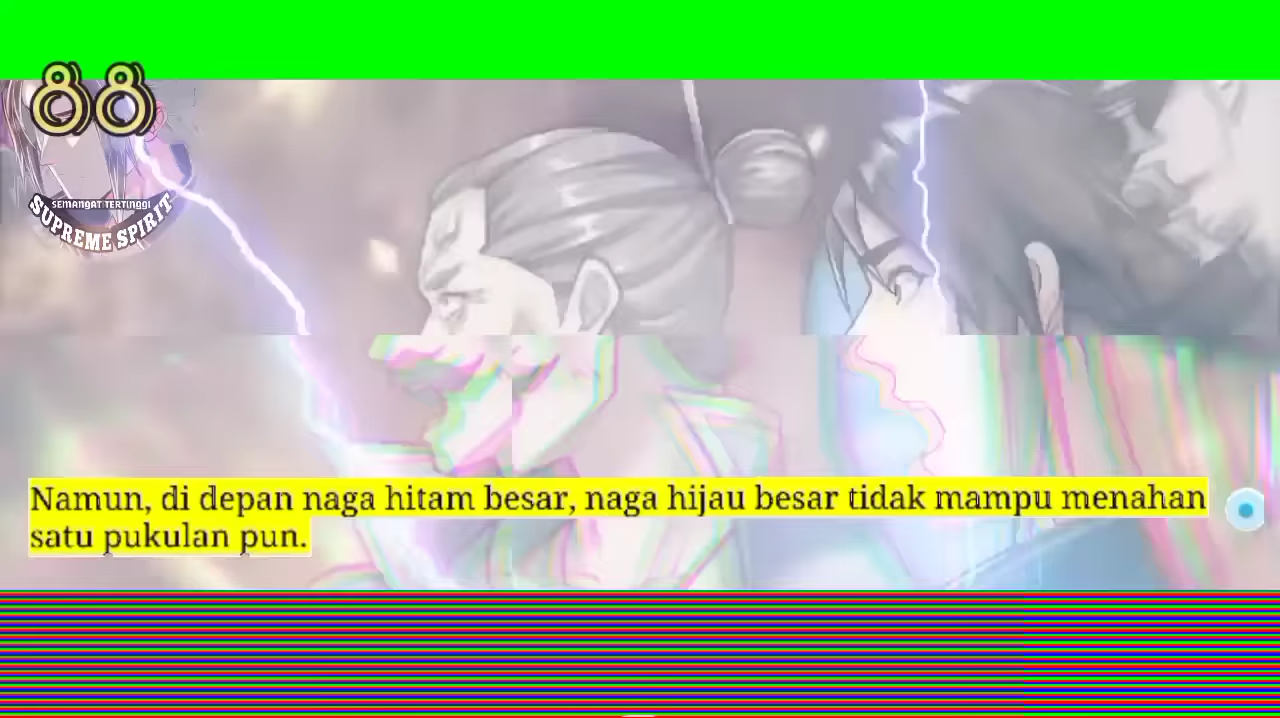 88
SEMANGAT TERTINGGI
SUPREME SPIRIT
Namun, di depan naga hitam besar, naga hijau besar tidak mampu menahan
satu pukulan pun.